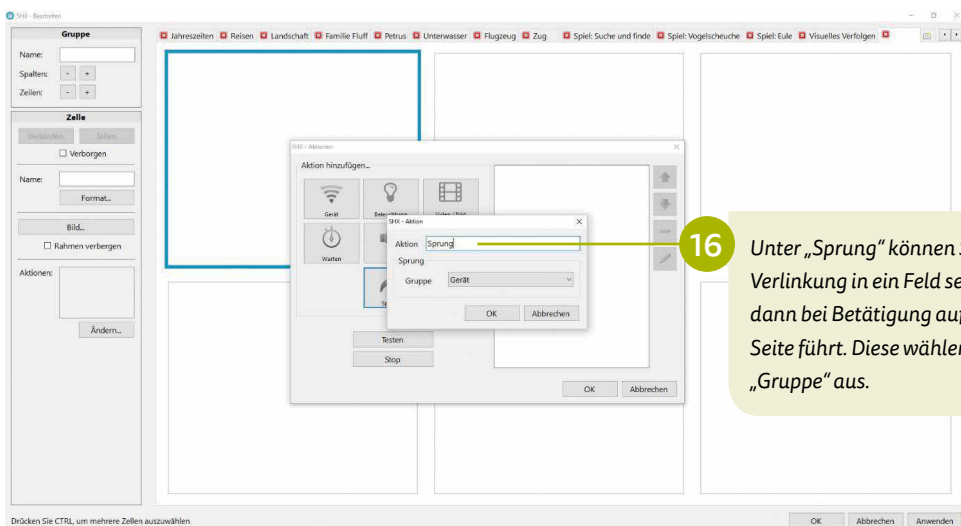 SHX - Bearbeiten
Gruppe
Name:
Spalten: - +
Zeilen: - +
Zelle
Verbinden Teilen
Verborgen
Name:
Format...
Bild...
Rahmen verbergen
Aktionen:
Ändern...
Jahreszeiten Reisen Landschaft Familie Fluff Petrus Unterwasser Flugzeug Zug Spiel: Suche und finde Spiel: Vogelscheuche Spiel: Eule Visuelles Verfolgen
SHX - Aktionen
Aktion hinzufügen...
Gerät
Warten
SHX - Aktion
Aktion Sprung
Sprung
Gruppe Gerät
OK Abbrechen
Testen
Stop
OK Abbrechen
16
Unter „Sprung“ können
Verlinkung in ein Feld
dann bei Betätigung
Seite führt. Diese
„Gruppe“ aus.
Drücken Sie CTRL, um mehrere Zellen auszuwählen
OK Abbrechen Anwenden